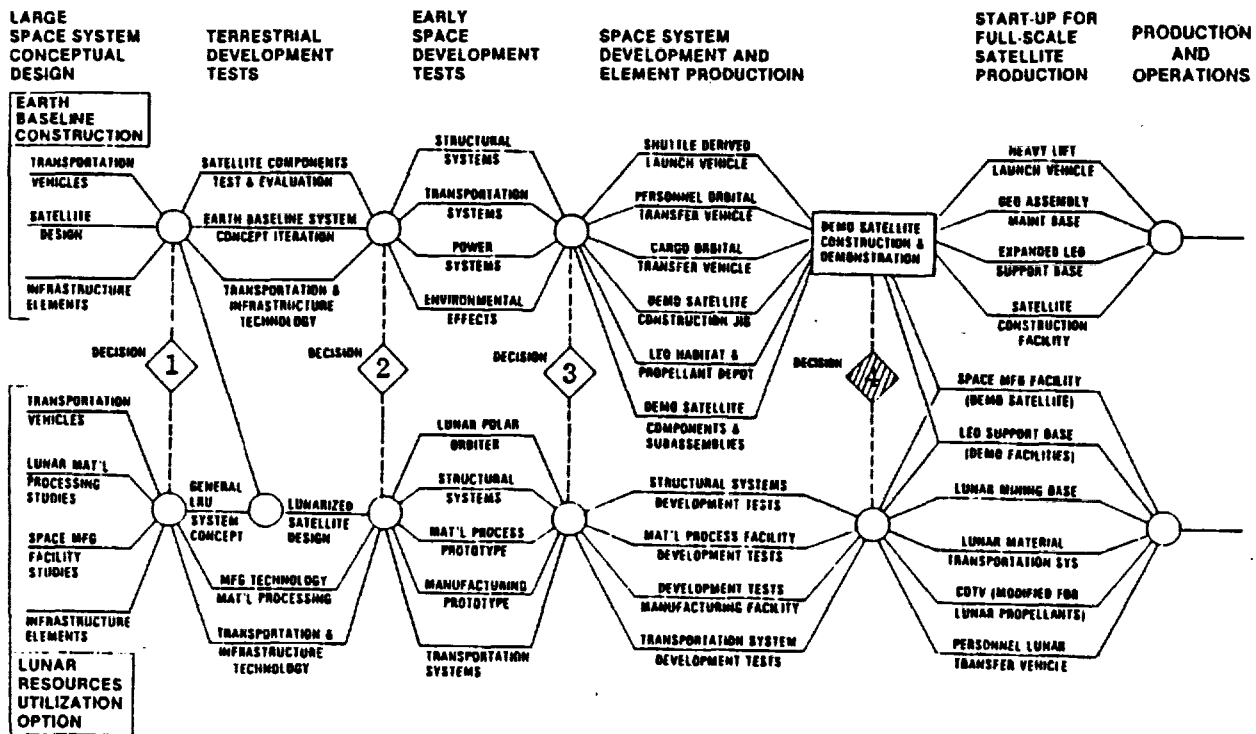 LARGE
SPACE SYSTEM
CONCEPTUAL
DESIGN
TERRESTRIAL
DEVELOPMENT
TESTS
EARLY
SPACE
DEVELOPMENT
TESTS
SPACE SYSTEM
DEVELOPMENT AND
ELEMENT PRODUCTIOIN
START-UP FOR
FULL-SCALE
SATELLITE
PRODUCTION
PRODUCTION
AND
OPERATIONS
EARTH
BASELINE
CONSTRUCTION
TRANSPORTATION
VEHICLES
SATELLITE
DESIGN
INFRASTRUCTURE
ELEMENTS
SATELLITE COMPONENTS
TEST & EVALUATION
EARTH BASELINE SYSTEM
CONCEPT ITERATION
TRANSPORTATION &
INFRASTRUCTURE
TECHNOLOGY
STRUCTURAL
SYSTEMS
TRANSPORTATION
SYSTEMS
POWER
SYSTEMS
ENVIRONMENTAL
EFFECTS
SHUTTLE DERIVED
LAUNCH VEHICLE
PERSONNEL ORBITAL
TRANSFER VEHICLE
CARGO ORBITAL
TRANSFER VEHICLE
DEMO SATELLITE
CONSTRUCTION JIG
LEO HABITAT &
PROPELLANT DEPOT
DEMO SATELLITE
COMPONENTS &
SUBASSEMBLIES
DEMO SATELLITE
CONSTRUCTION &
DEMONSTRATION
HEAVY LIFT
LAUNCH VEHICLE
GEO ASSEMBLY
MAINT BASE
EXPANDED LEO
SUPPORT BASE
SATELLITE
CONSTRUCTION
FACILITY
DECISION
1
DECISION
2
DECISION
3
DECISION
4
TRANSPORTATION
VEHICLES
LUNAR MAT'L
PROCESSING
STUDIES
SPACE MFG
FACILITY
STUDIES
INFRASTRUCTURE
ELEMENTS
GENERAL
LRU
SYSTEM
CONCEPT
LUNARIZED
SATELLITE
DESIGN
MFG TECHNOLOGY
MAT'L PROCESSING
TRANSPORTATION &
INFRASTRUCTURE
TECHNOLOGY
LUNAR POLAR
ORBITER
STRUCTURAL
SYSTEMS
MAT'L PROCESS
PROTOTYPE
MANUFACTURING
PROTOTYPE
TRANSPORTATION
SYSTEMS
STRUCTURAL SYSTEMS
DEVELOPMENT TESTS
MAT'L PROCESS FACILITY
DEVELOPMENT TESTS
DEVELOPMENT TESTS
MANUFACTURING FACILITY
TRANSPORTATION SYSTEM
DEVELOPMENT TESTS
SPACE MFG FACILITY
(DEMO SATELLITE)
LEO SUPPORT BASE
(DEMO FACILITIES)
LUNAR MINING BASE
LUNAR MATERIAL
TRANSPORTATION SYS
COTV (MODIFIED FOR
LUNAR PROPELLANTS)
PERSONNEL LUNAR
TRANSFER VEHICLE
LUNAR
RESOURCES
UTILIZATION
OPTION